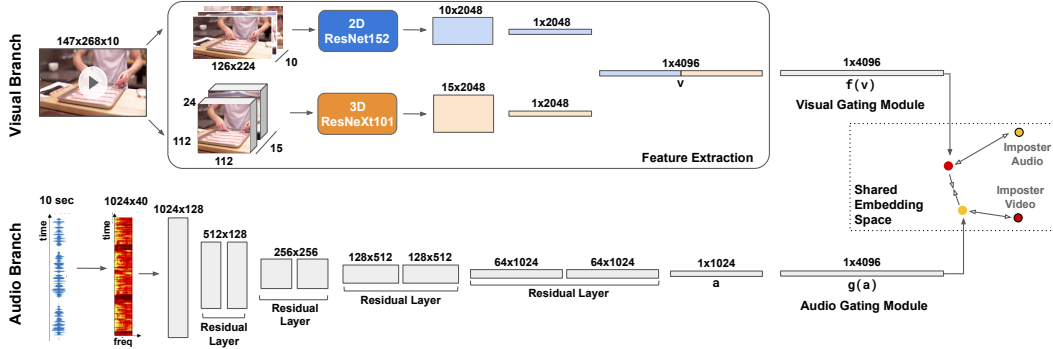 Visual Branch
147x268x10
126x224
10
2D
ResNet152
10x2048
1x2048
24
112
112
15
3D
ResNeXt101
15x2048
1x2048
1x4096
v
Feature Extraction
1x4096
f(v)
Visual Gating Module
Imposter
Audio
Shared
Embedding
Space
Imposter
Video
Audio Branch
10 sec
time
1024x40
time
freq
1024x128
512x128
Residual
Layer
256x256
Residual
Layer
128x512
128x512
Residual Layer
64x1024
64x1024
Residual Layer
1x1024
a
1x4096
g(a)
Audio Gating Module